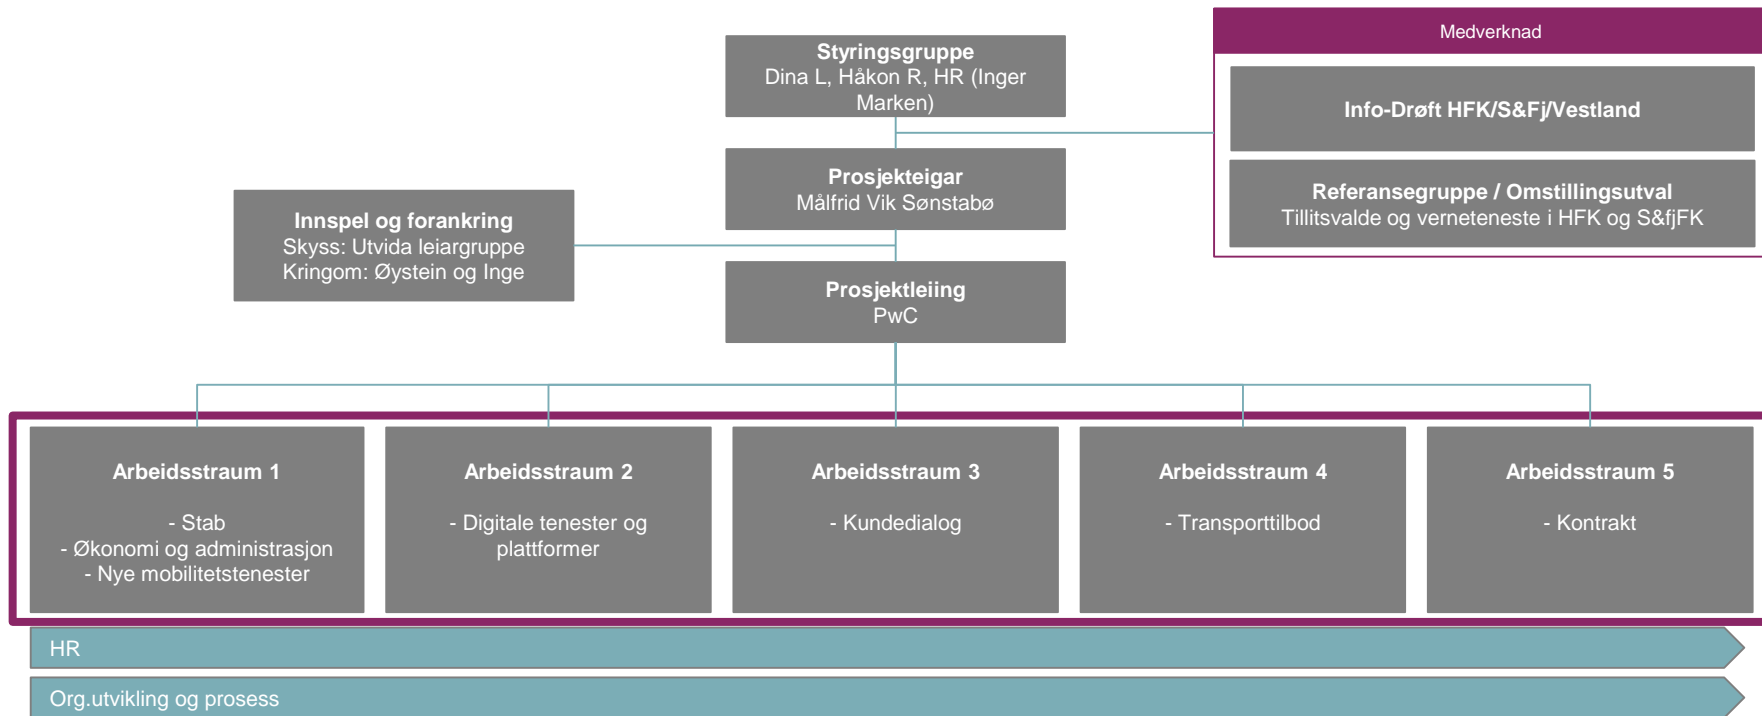 Styringsgruppe
Dina L, Håkon R, HR (Inger
Marken)
Medverknad
Info-Drøft HFK/S&Fj/Vestland
Referansegruppe / Omstillingsutval
Tillitsvalde og verneteneste i HFK og S&fjFK
Prosjekteigar
Målfrid Vik Sønstabø
Innspel og forankring
Skyss: Utvida leiargruppe
Kringom: Øystein og Inge
Prosjektleiing
PwC
Arbeidsstraum 1
- Stab
- Økonomi og administrasjon
- Nye mobilitetstenester
Arbeidsstraum 2
- Digitale tenester og
plattformer
Arbeidsstraum 3
- Kundedialog
Arbeidsstraum 4
- Transporttilbod
Arbeidsstraum 5
- Kontrakt
HR
Org.utvikling og prosess